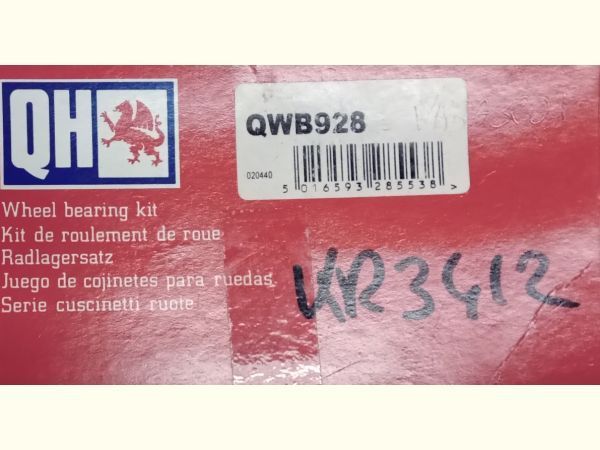 QH
QWB928
020440
5 016593 285538 >
Wheel bearing kit
Kit de roulement de roue
Radlagersatz
Juego de cojinetes para ruedas
Serie cuscinetti ruote